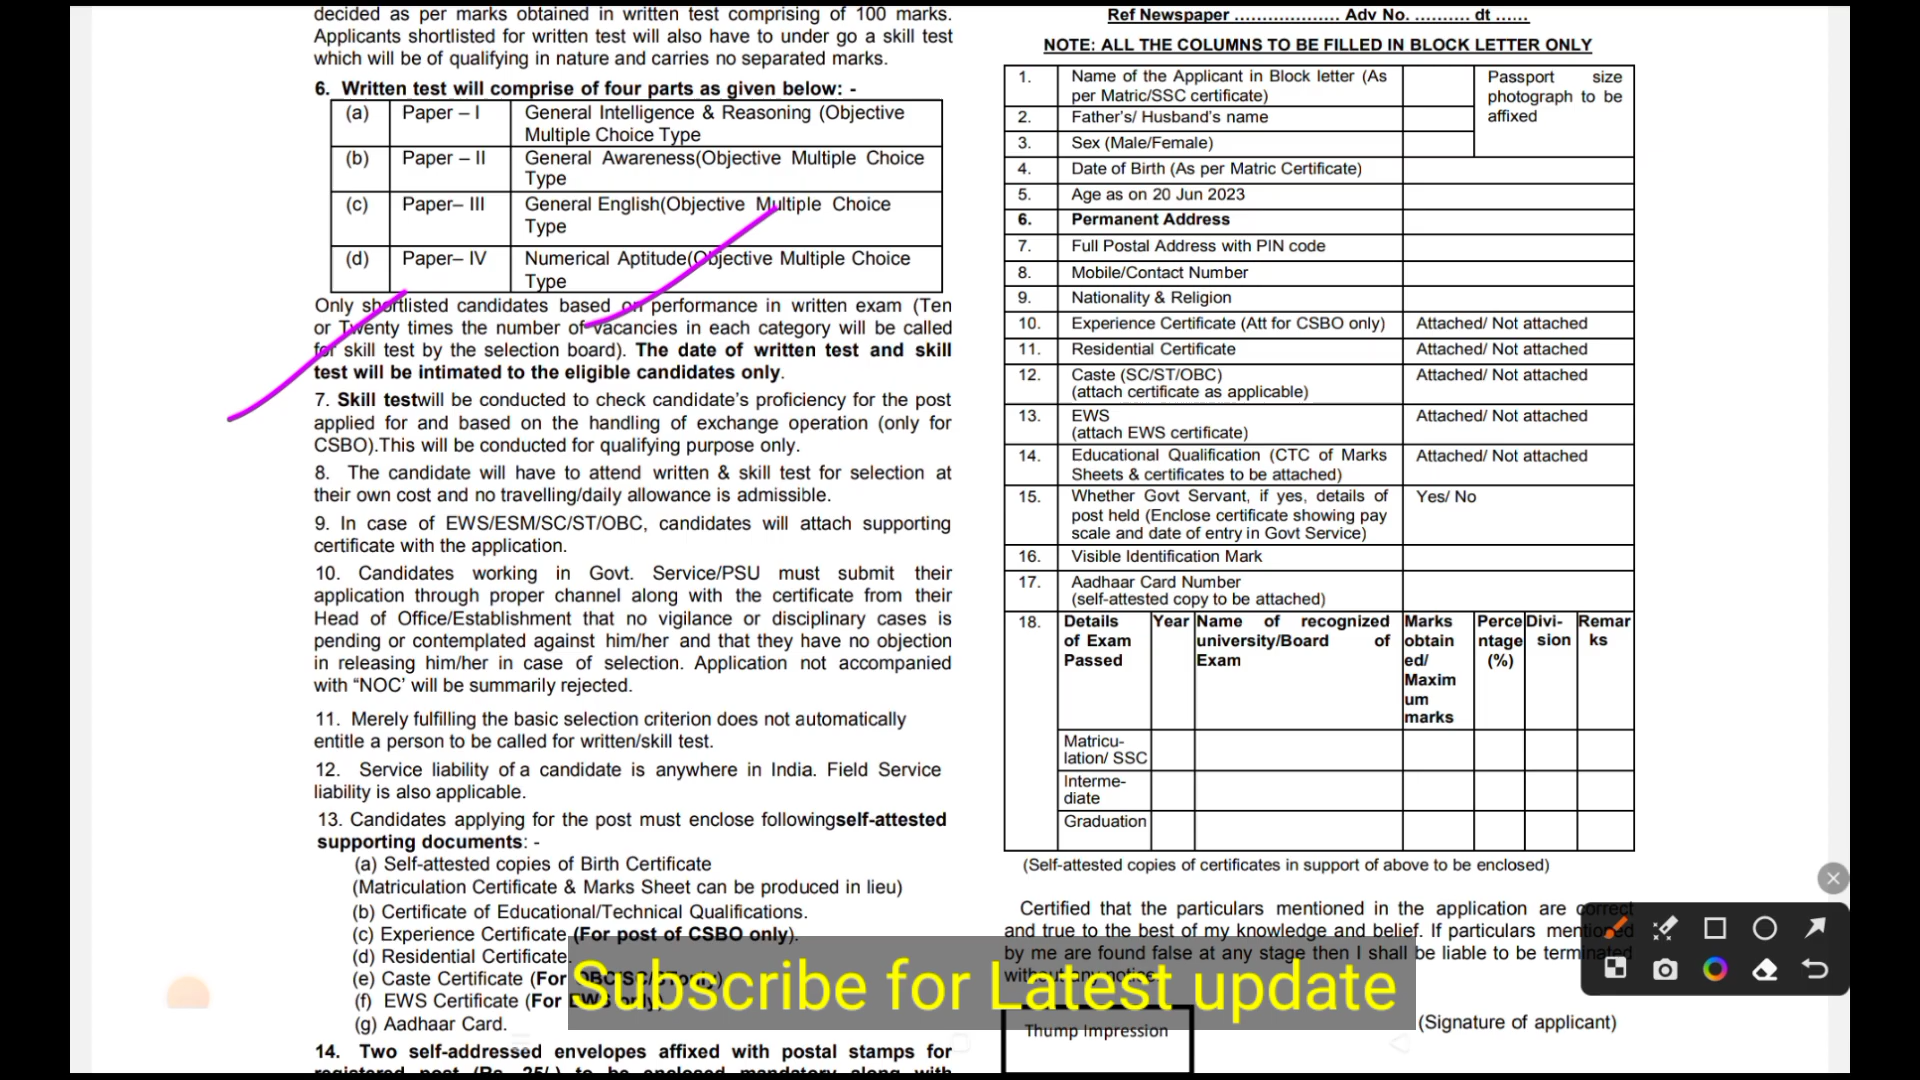 decided as per marks obtained in written test comprising of 100 marks.
Applicants shortlisted for written test will also have to under go a skill test
which will be of qualifying in nature and carries no separated marks.
6. Written test will comprise of four parts as given below: -
(a) Paper – I General Intelligence & Reasoning (Objective
Multiple Choice Type
(b) Paper – II General Awareness(Objective Multiple Choice
Type
(c) Paper– III General English(Objective Multiple Choice
Type
(d) Paper– IV Numerical Aptitude(Objective Multiple Choice
Type
Only shortlisted candidates based on performance in written exam (Ten
or Twenty times the number of vacancies in each category will be called
for skill test by the selection board). The date of written test and skill
test will be intimated to the eligible candidates only.
7. Skill testwill be conducted to check candidate's proficiency for the post
applied for and based on the handling of exchange operation (only for
CSBO).This will be conducted for qualifying purpose only.
8. The candidate will have to attend written & skill test for selection at
their own cost and no travelling/daily allowance is admissible.
9. In case of EWS/ESM/SC/ST/OBC, candidates will attach supporting
certificate with the application.
10. Candidates working in Govt. Service/PSU must submit their
application through proper channel along with the certificate from their
Head of Office/Establishment that no vigilance or disciplinary cases is
pending or contemplated against him/her and that they have no objection
in releasing him/her in case of selection. Application not accompanied
with “NOC’ will be summarily rejected.
11. Merely fulfilling the basic selection criterion does not automatically
entitle a person to be called for written/skill test.
12. Service liability of a candidate is anywhere in India. Field Service
liability is also applicable.
13. Candidates applying for the post must enclose followingself-attested
supporting documents: -
(a) Self-attested copies of Birth Certificate
(Matriculation Certificate & Marks Sheet can be produced in lieu)
(b) Certificate of Educational/Technical Qualifications.
(c) Experience Certificate (For post of CSBO only).
(d) Residential Certificate.
(e) Caste Certificate (For OBC/SC/ST only)
(f) EWS Certificate (For EWS only)
(g) Aadhaar Card.
14. Two self-addressed envelopes affixed with postal stamps for
registered post (Rs. 25/-) to be enclosed mandatory along with
Ref Newspaper ................... Adv No. .......... dt ......
NOTE: ALL THE COLUMNS TO BE FILLED IN BLOCK LETTER ONLY
1. Name of the Applicant in Block letter (As
per Matric/SSC certificate)
Passport size
photograph to be
affixed
2. Father's/ Husband's name
3. Sex (Male/Female)
4. Date of Birth (As per Matric Certificate)
5. Age as on 20 Jun 2023
6. Permanent Address
7. Full Postal Address with PIN code
8. Mobile/Contact Number
9. Nationality & Religion
10. Experience Certificate (Att for CSBO only) Attached/ Not attached
11. Residential Certificate Attached/ Not attached
12. Caste (SC/ST/OBC) Attached/ Not attached
(attach certificate as applicable)
13. EWS Attached/ Not attached
(attach EWS certificate)
14. Educational Qualification (CTC of Marks Attached/ Not attached
Sheets & certificates to be attached)
15. Whether Govt Servant, if yes, details of Yes/ No
post held (Enclose certificate showing pay
scale and date of entry in Govt Service)
16. Visible Identification Mark
17. Aadhaar Card Number
(self-attested copy to be attached)
18. Details Year Name of recognized Marks Perce Divi- Remar
of Exam university/Board of obtain ntage sion ks
Passed Exam ed/ (%)
Maxim
um
marks
Matricu-
lation/ SSC
Interme-
diate
Graduation
(Self-attested copies of certificates in support of above to be enclosed)
Certified that the particulars mentioned in the application are correct
and true to the best of my knowledge and belief. If particulars mentioned
by me are found false at any stage then I shall be liable to be terminated
without any notice.
Thump Impression
(Signature of applicant)
Subscribe for Latest update